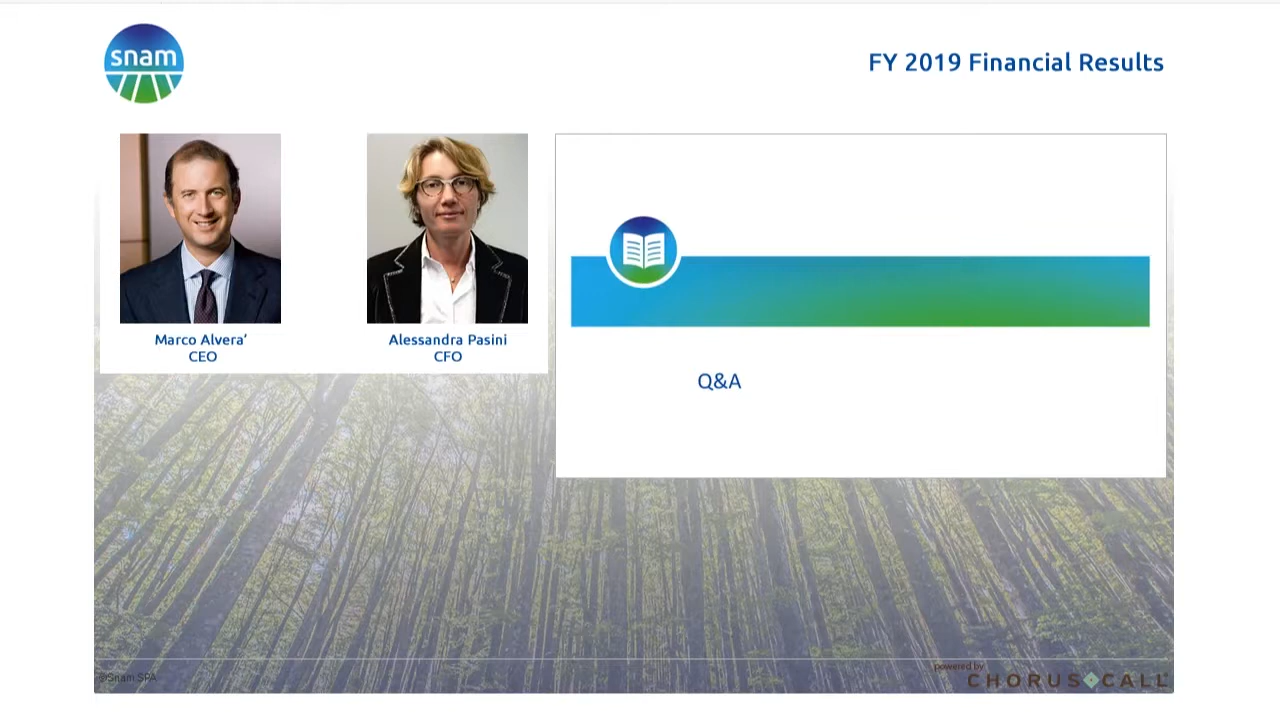 snam
FY 2019 Financial Results
Marco Alvera’
CEO
Alessandra Pasini
CFO
Q&A
©Snam SPA
powered by
CHORUS CALL